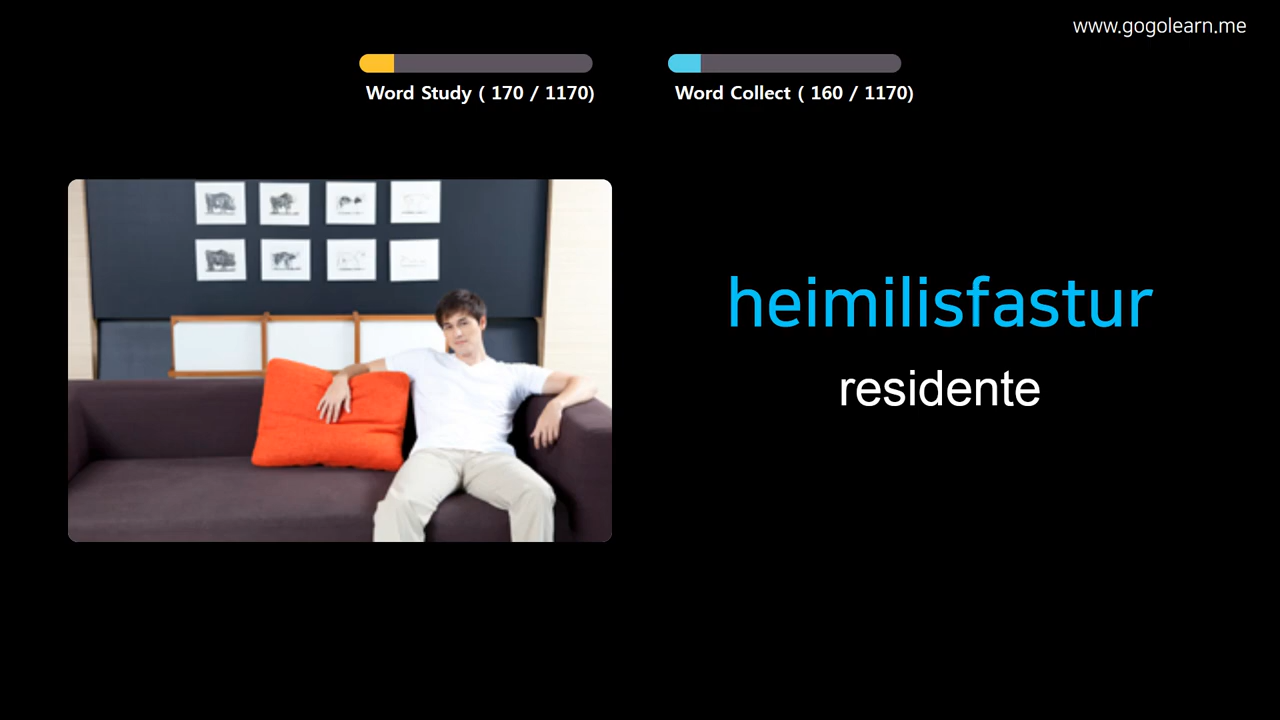 www.gogolearn.me
Word Study ( 170 / 1170)
Word Collect ( 160 / 1170)
heimilisfastur
residente